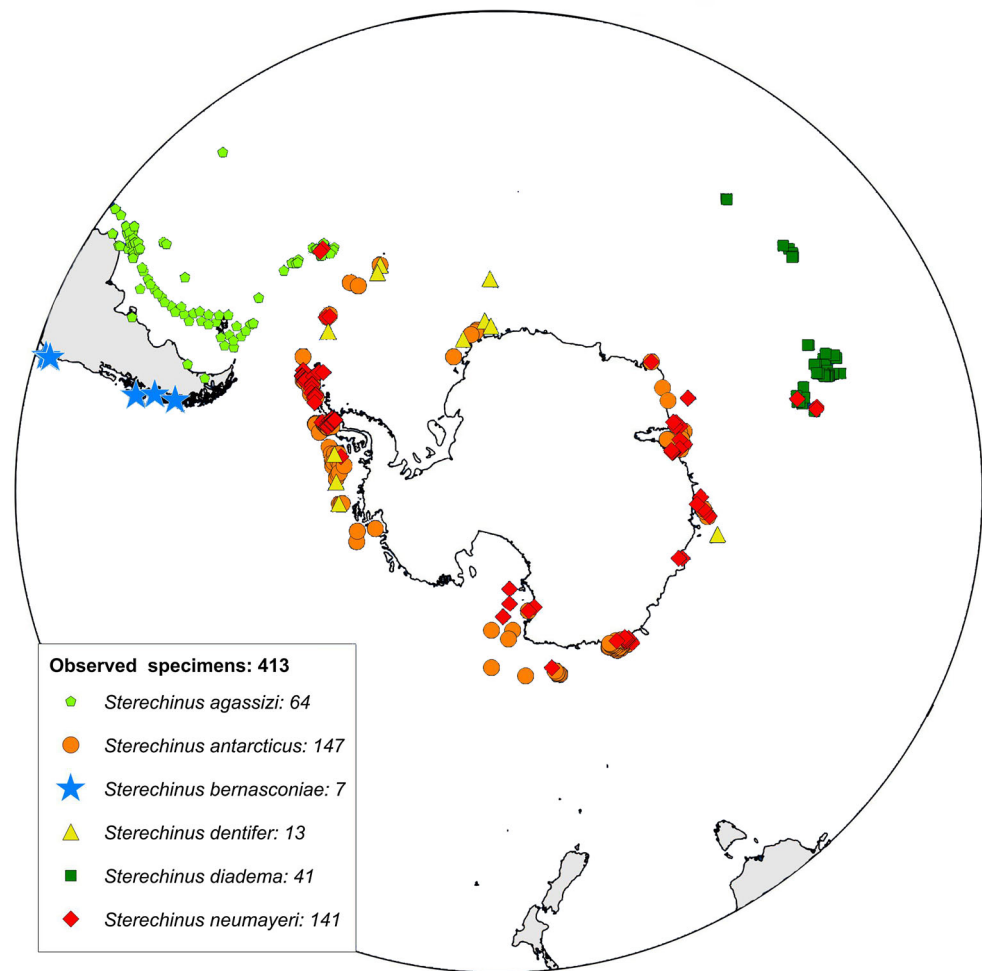 Observed specimens: 413
Sterechinus agassizi: 64
Sterechinus antarcticus: 147
Sterechinus bernasconiae: 7
Sterechinus dentifer: 13
Sterechinus diadema: 41
Sterechinus neumayeri: 141